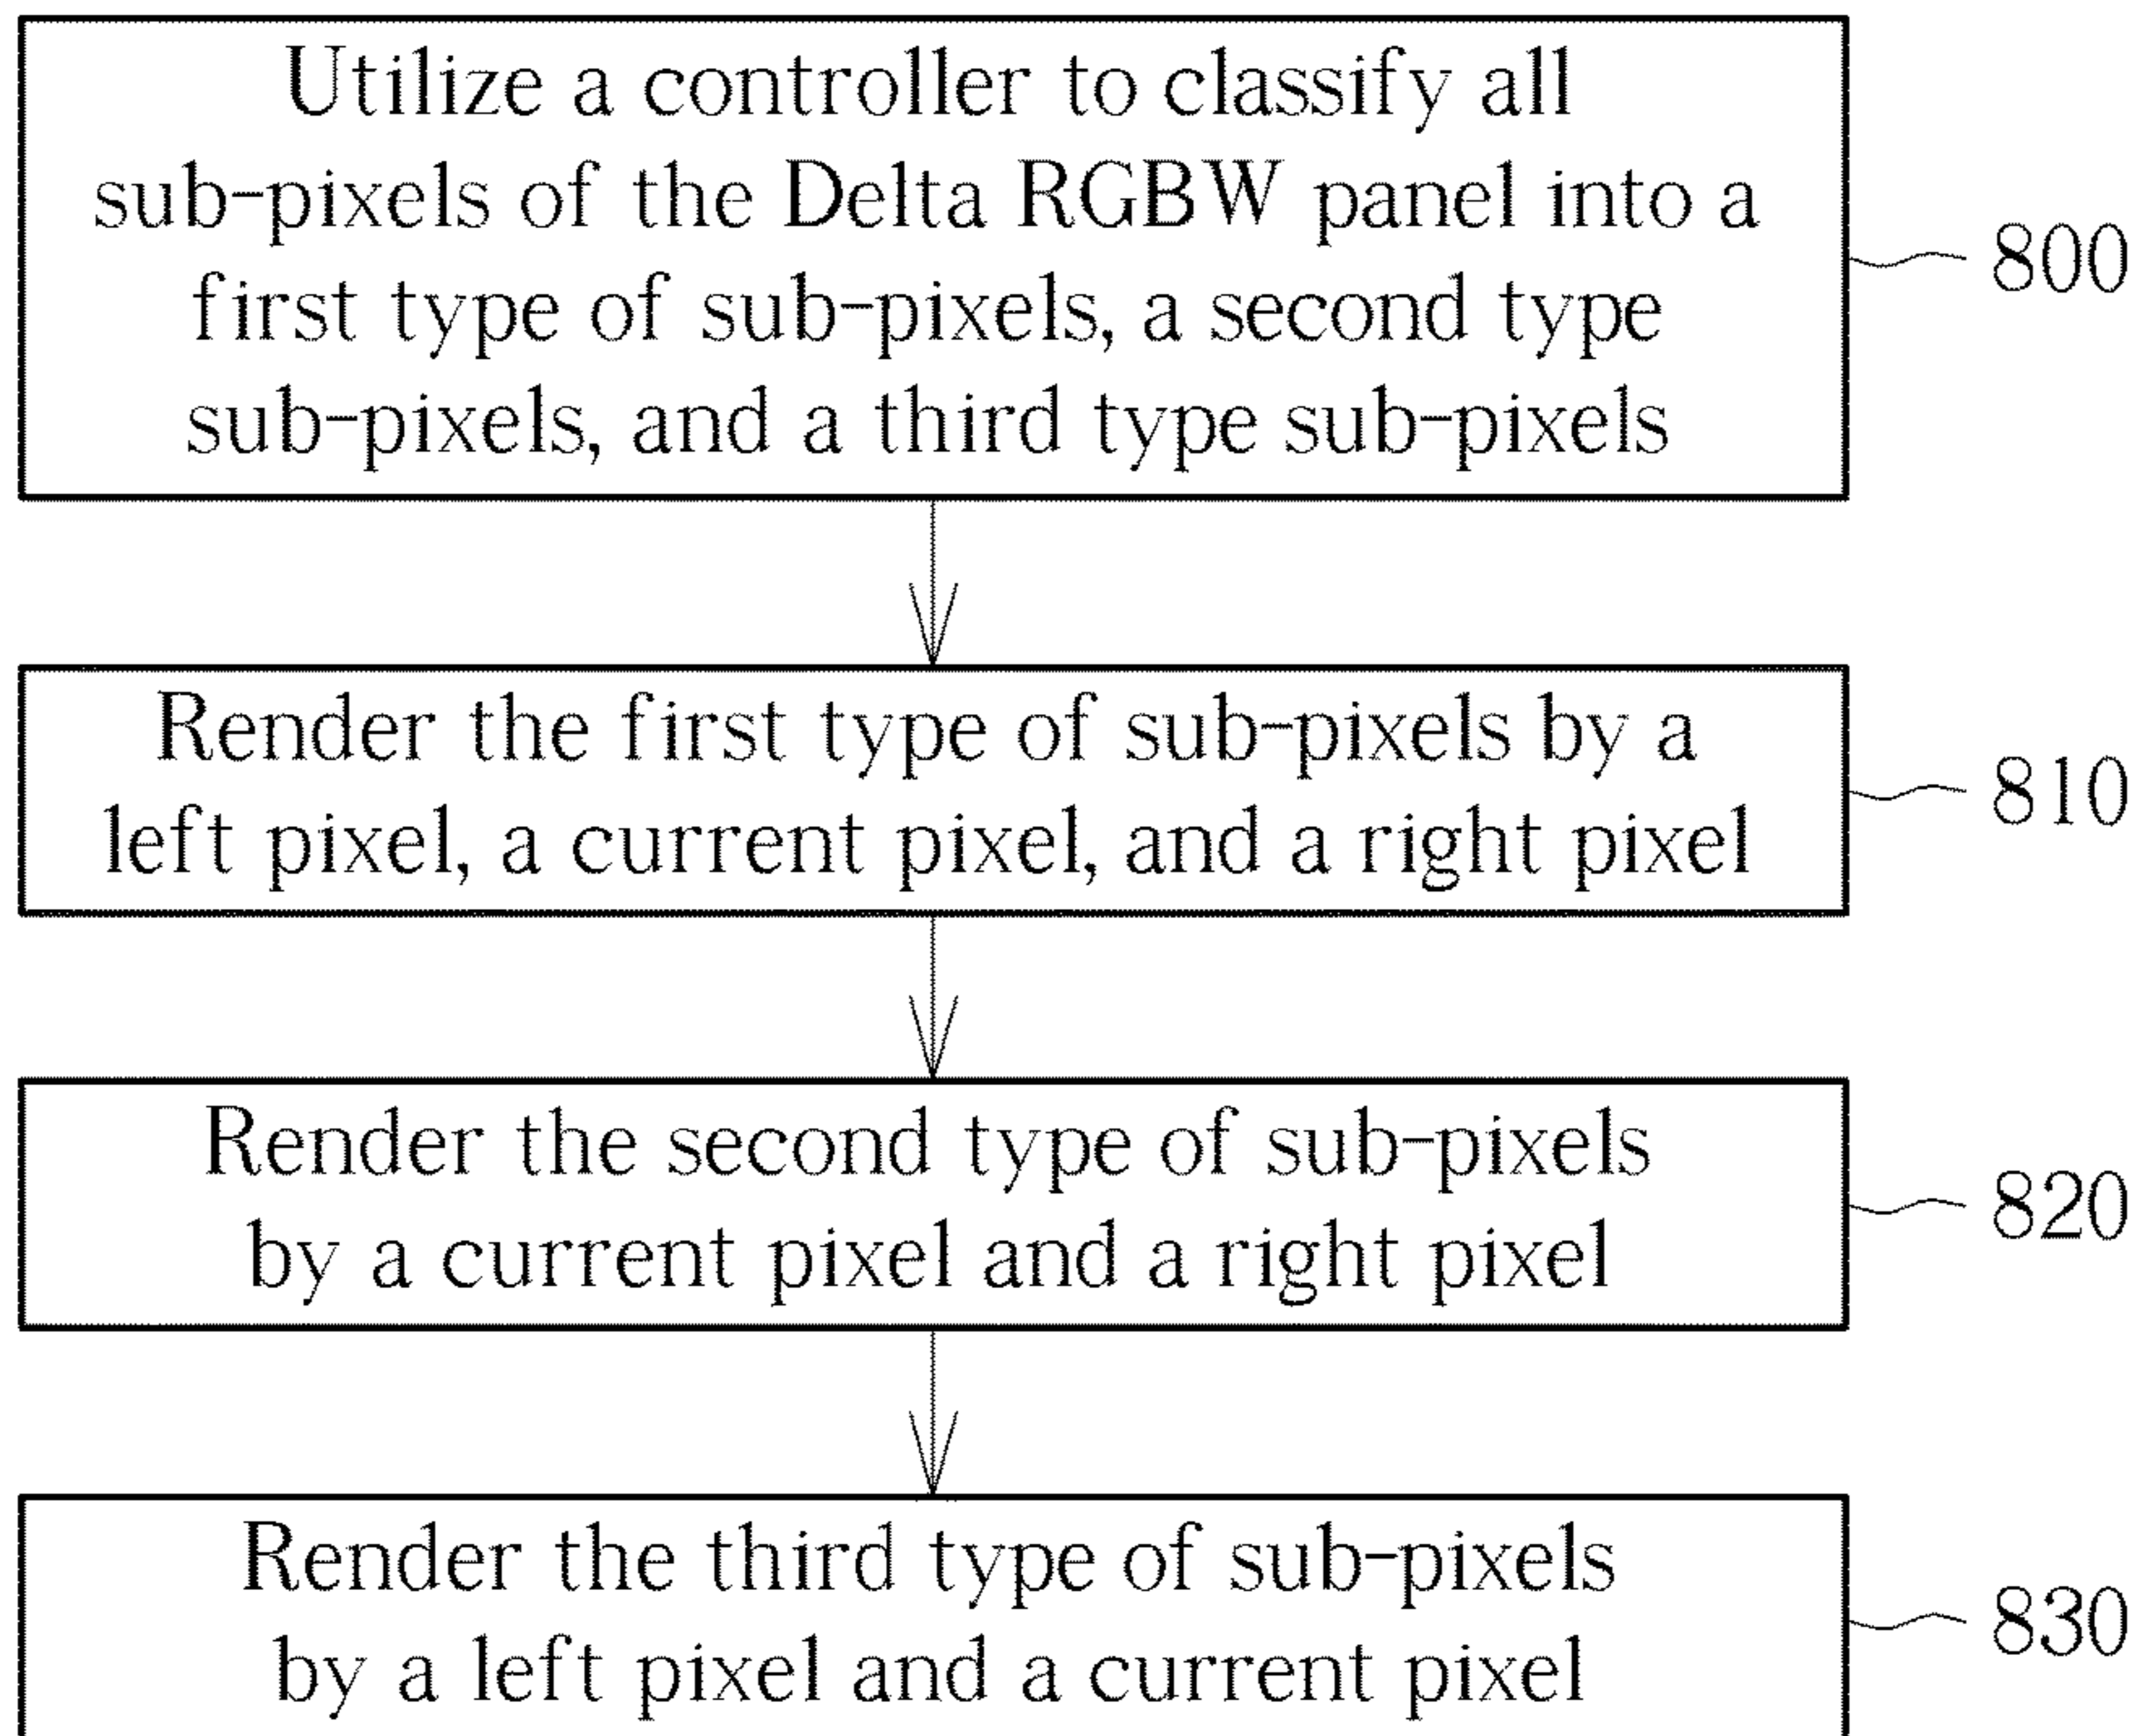 Utilize a controller to classify all
sub-pixels of the Delta RGBW panel into a
first type of sub-pixels, a second type
sub-pixels, and a third type sub-pixels
800
Render the first type of sub-pixels by a
left pixel, a current pixel, and a right pixel
810
Render the second type of sub-pixels
by a current pixel and a right pixel
820
Render the third type of sub-pixels
by a left pixel and a current pixel
830